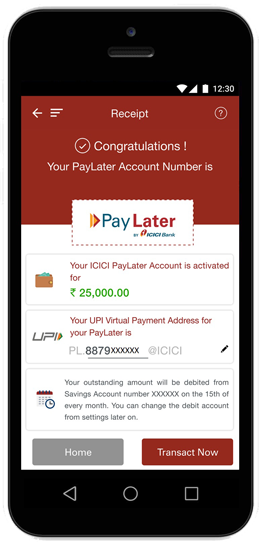 12:30
Receipt
?
Congratulations !
Your PayLater Account Number is
PayLater
BY ICICI Bank
Your ICICI PayLater Account is activated
for
₹ 25,000.00
Your UPI Virtual Payment Address for
your PayLater is
UPI
PL.8879XXXXXX @ICICI
Your outstanding amount will be debited from
Savings Account number XXXXXX on the 15th of
every month. You can change the debit account
from settings later on.
Home
Transact Now